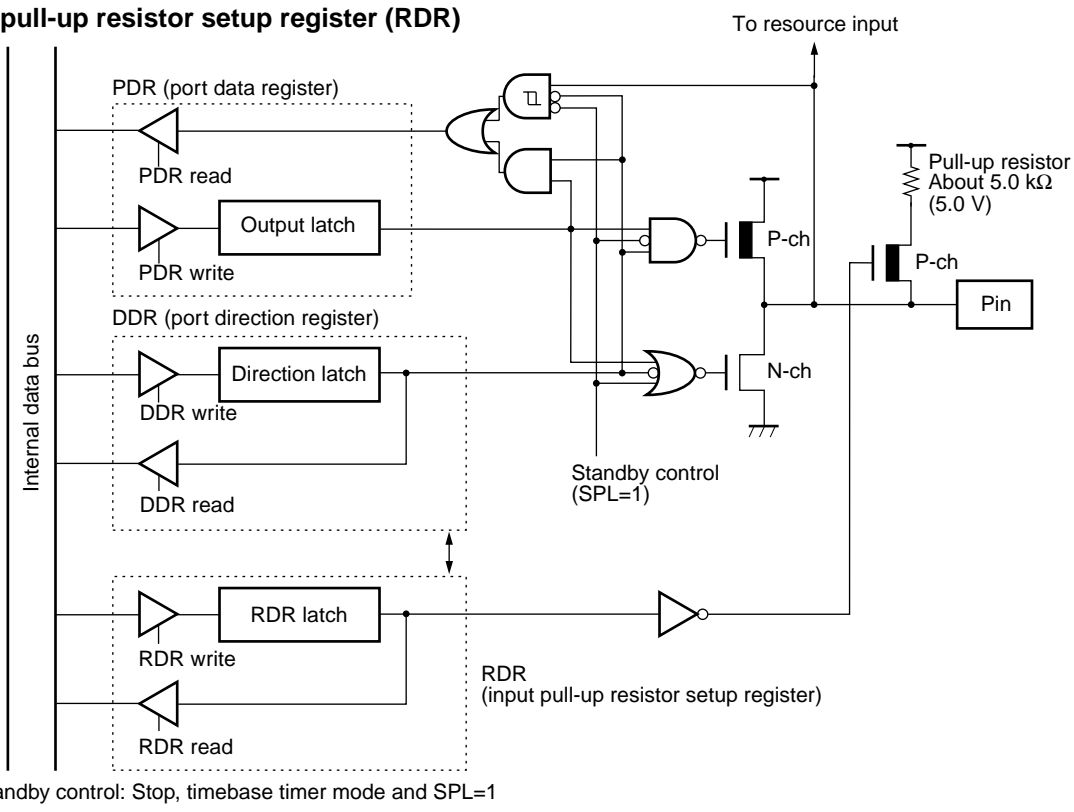 pull-up resistor setup register (RDR)
To resource input
PDR (port data register)
PDR read
Output latch
PDR write
Pull-up resistor
About 5.0 kΩ
(5.0 V)
P-ch
P-ch
Pin
DDR (port direction register)
Internal data bus
Direction latch
DDR write
N-ch
DDR read
Standby control
(SPL=1)
RDR latch
RDR write
RDR
(input pull-up resistor setup register)
RDR read
andby control: Stop, timebase timer mode and SPL=1